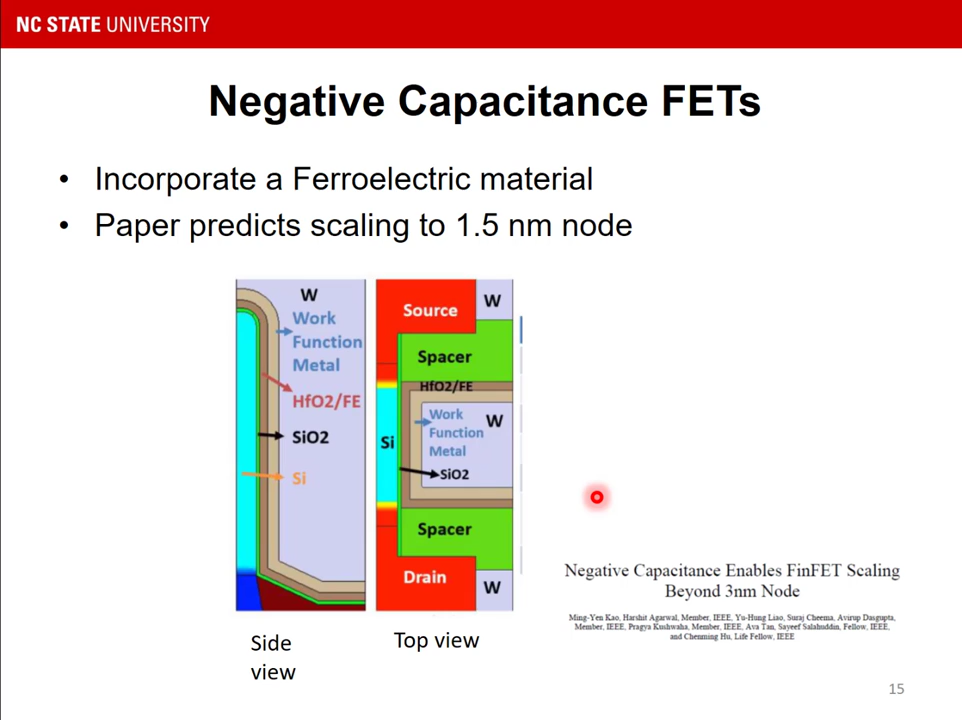 NC STATE UNIVERSITY
Negative Capacitance FETs
• Incorporate a Ferroelectric material
• Paper predicts scaling to 1.5 nm node
W
Work
Function
Metal
HfO2/FE
SiO2
Si
Source
W
Spacer
HfO2/FE
Work
Function
Metal
W
Si
SiO2
Spacer
Drain
W
Side
view
Top view
Negative Capacitance Enables FinFET Scaling
Beyond 3nm Node
Ming-Yen Kao, Harshit Agarwal, Member, IEEE, Yu-Hung Liao, Suraj Cheema, Avirup Dasgupta,
Member, IEEE, Pragya Kushwaha, Member, IEEE, Ava Tan, Sayeef Salahuddin, Fellow, IEEE,
and Chenming Hu, Life Fellow, IEEE
15